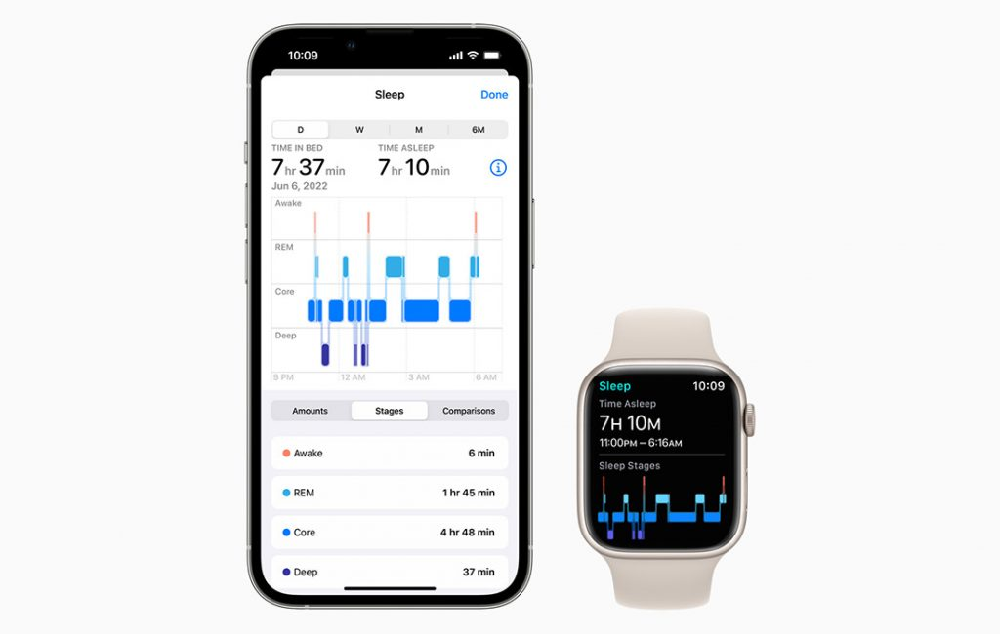 10:09
Sleep Done
D W M 6M
TIME IN BED TIME ASLEEP
7 hr 37 min 7 hr 10 min
Jun 6, 2022
Awake
REM
Core
Deep
9 PM 12 AM 3 AM 6 AM
Amounts Stages Comparisons
Awake 6 min
REM 1 hr 45 min
Core 4 hr 48 min
Deep 37 min
Sleep 10:09
Time Asleep
7H 10M
11:00PM – 6:16AM
Sleep Stages